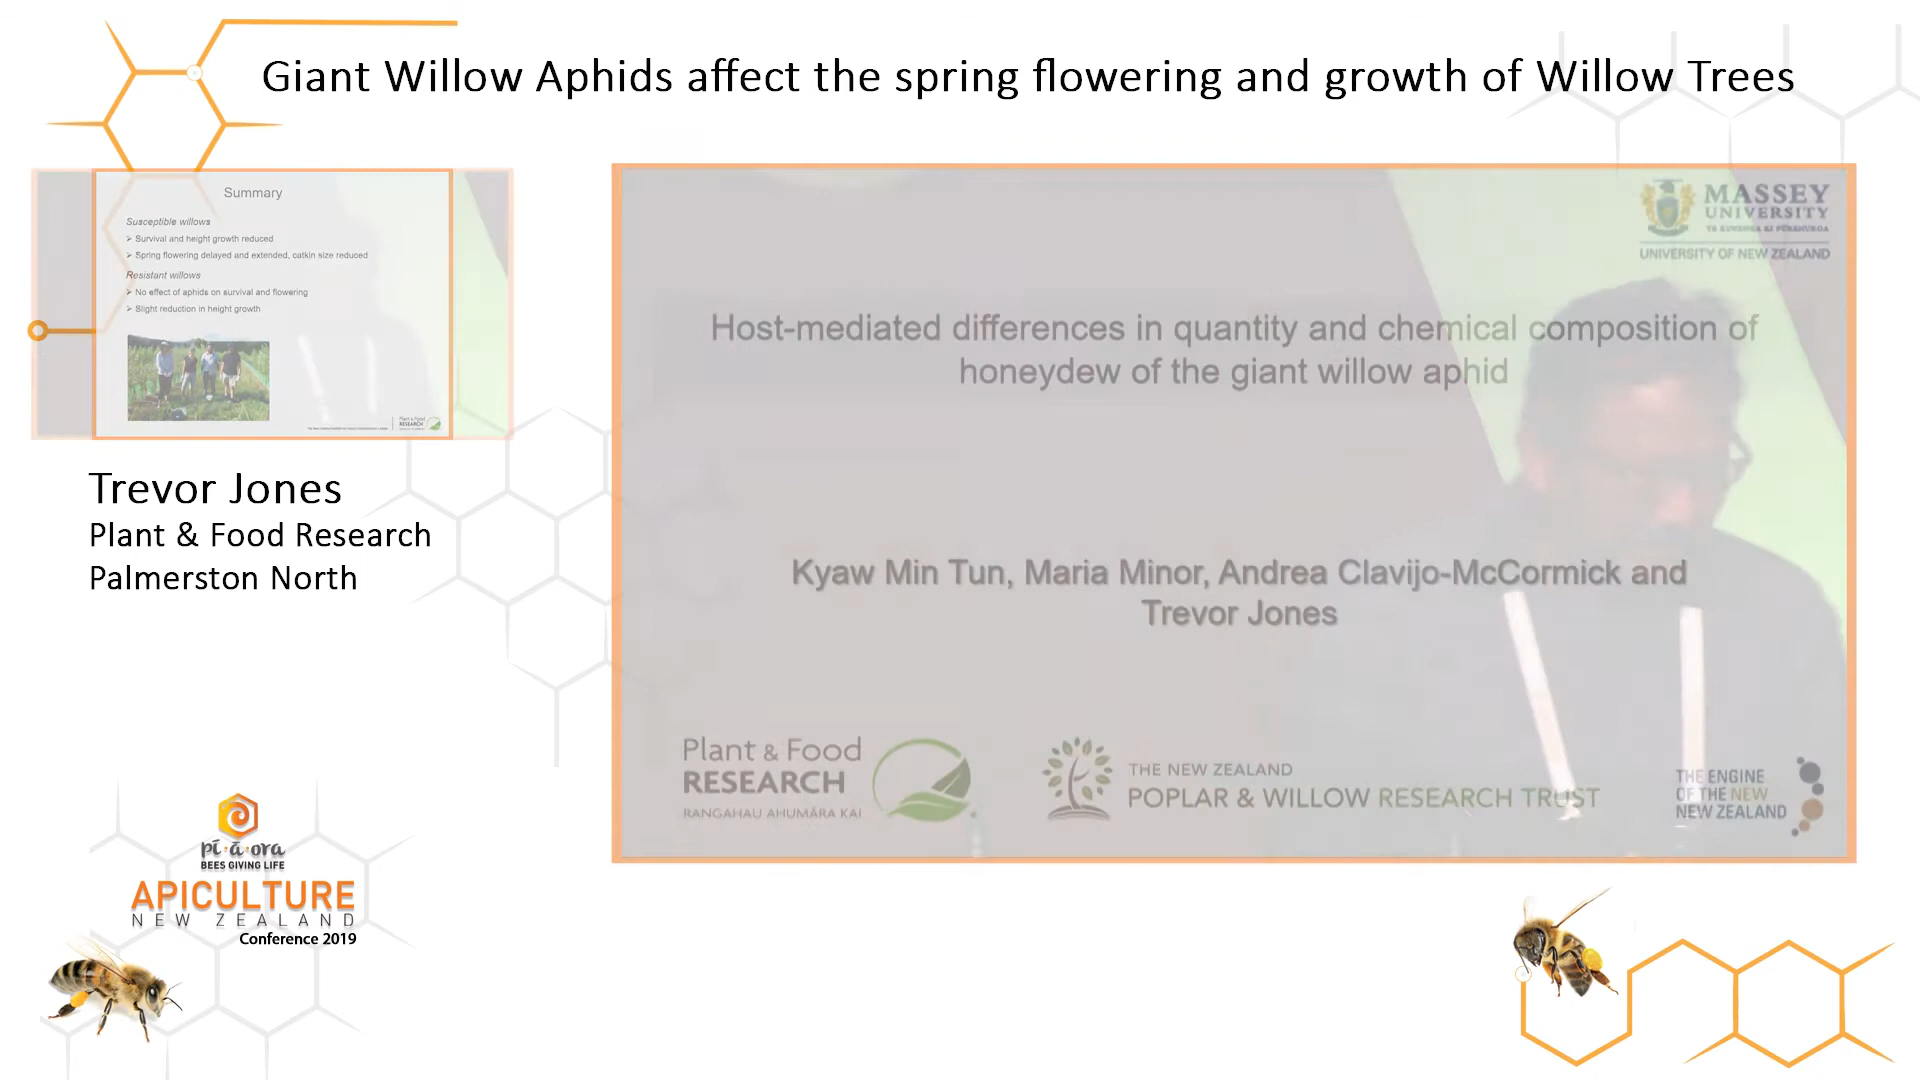 Giant Willow Aphids affect the spring flowering and growth of Willow Trees
Summary
Susceptible willows
➢ Survival and height growth reduced
➢ Spring flowering delayed and extended, catkin size reduced
Resistant willows
➢ No effect of aphids on survival and flowering
➢ Slight reduction in height growth
Plant & Food
RESEARCH
Trevor Jones
Plant & Food Research
Palmerston North
MASSEY
UNIVERSITY
TE KUNENGA KI PŪREHUROA
UNIVERSITY OF NEW ZEALAND
Host-mediated differences in quantity and chemical composition of
honeydew of the giant willow aphid
Kyaw Min Tun, Maria Minor, Andrea Clavijo-McCormick and
Trevor Jones
Plant & Food
RESEARCH
RANGAHAU AHUMĀRA KAI
THE NEW ZEALAND
POPLAR & WILLOW RESEARCH TRUST
THE ENGINE
OF THE NEW
NEW ZEALAND
pī·ā·ora
BEES GIVING LIFE
APICULTURE
NEW ZEALAND
Conference 2019